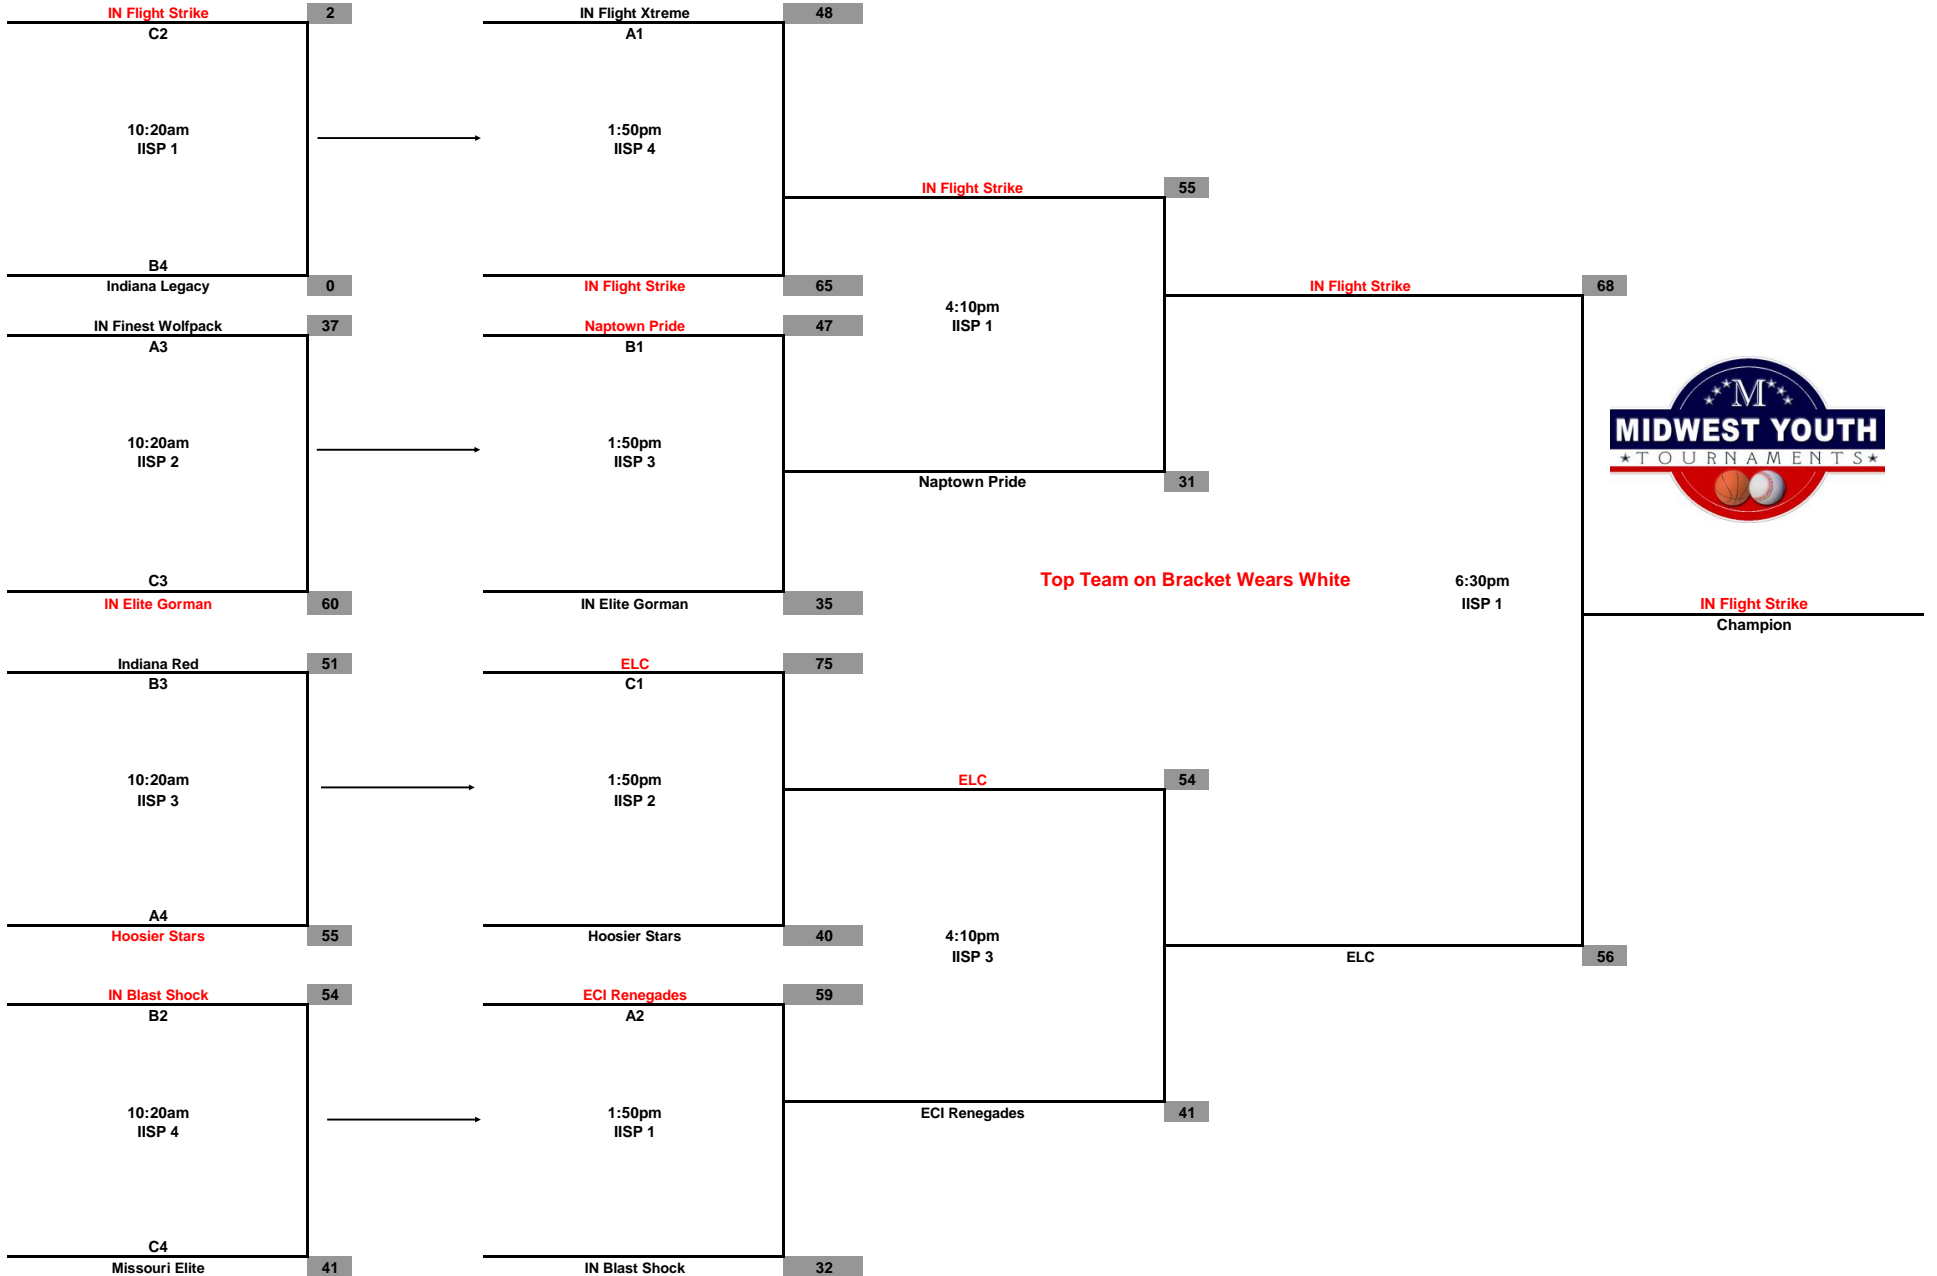 IN Flight Strike 2
C2
10:20am
IISP 1
B4
Indiana Legacy 0
IN Finest Wolfpack 37
A3
10:20am
IISP 2
C3
IN Elite Gorman 60
Indiana Red 51
B3
10:20am
IISP 3
A4
Hoosier Stars 55
IN Blast Shock 54
B2
10:20am
IISP 4
C4
Missouri Elite 41
IN Flight Xtreme 48
A1
1:50pm
IISP 4
IN Flight Strike 65
Naptown Pride 47
B1
1:50pm
IISP 3
IN Elite Gorman 35
ELC 75
C1
1:50pm
IISP 2
Hoosier Stars 40
ECI Renegades 59
A2
1:50pm
IISP 1
IN Blast Shock 32
IN Flight Strike 55
4:10pm
IISP 1
Naptown Pride 31
ELC 54
4:10pm
IISP 3
ECI Renegades 41
IN Flight Strike 68
Top Team on Bracket Wears White
6:30pm
IISP 1
ELC 56
M
MIDWEST YOUTH
TOURNAMENTS
IN Flight Strike
Champion